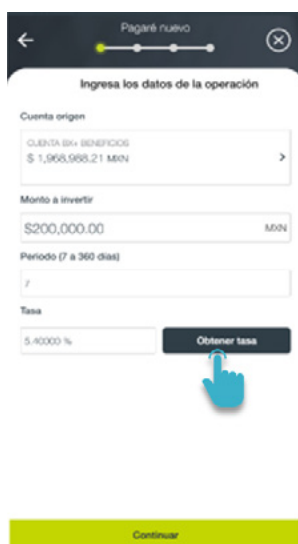 Pagaré nuevo
Ingresa los datos de la operación
Cuenta origen
CUENTA BX+ BENEFICIOS
$ 1,968,988.21 MXN
Monto a invertir
$200,000.00 MXN
Periodo (7 a 360 días)
7
Tasa
5.40000 % Obtener tasa
Continuar